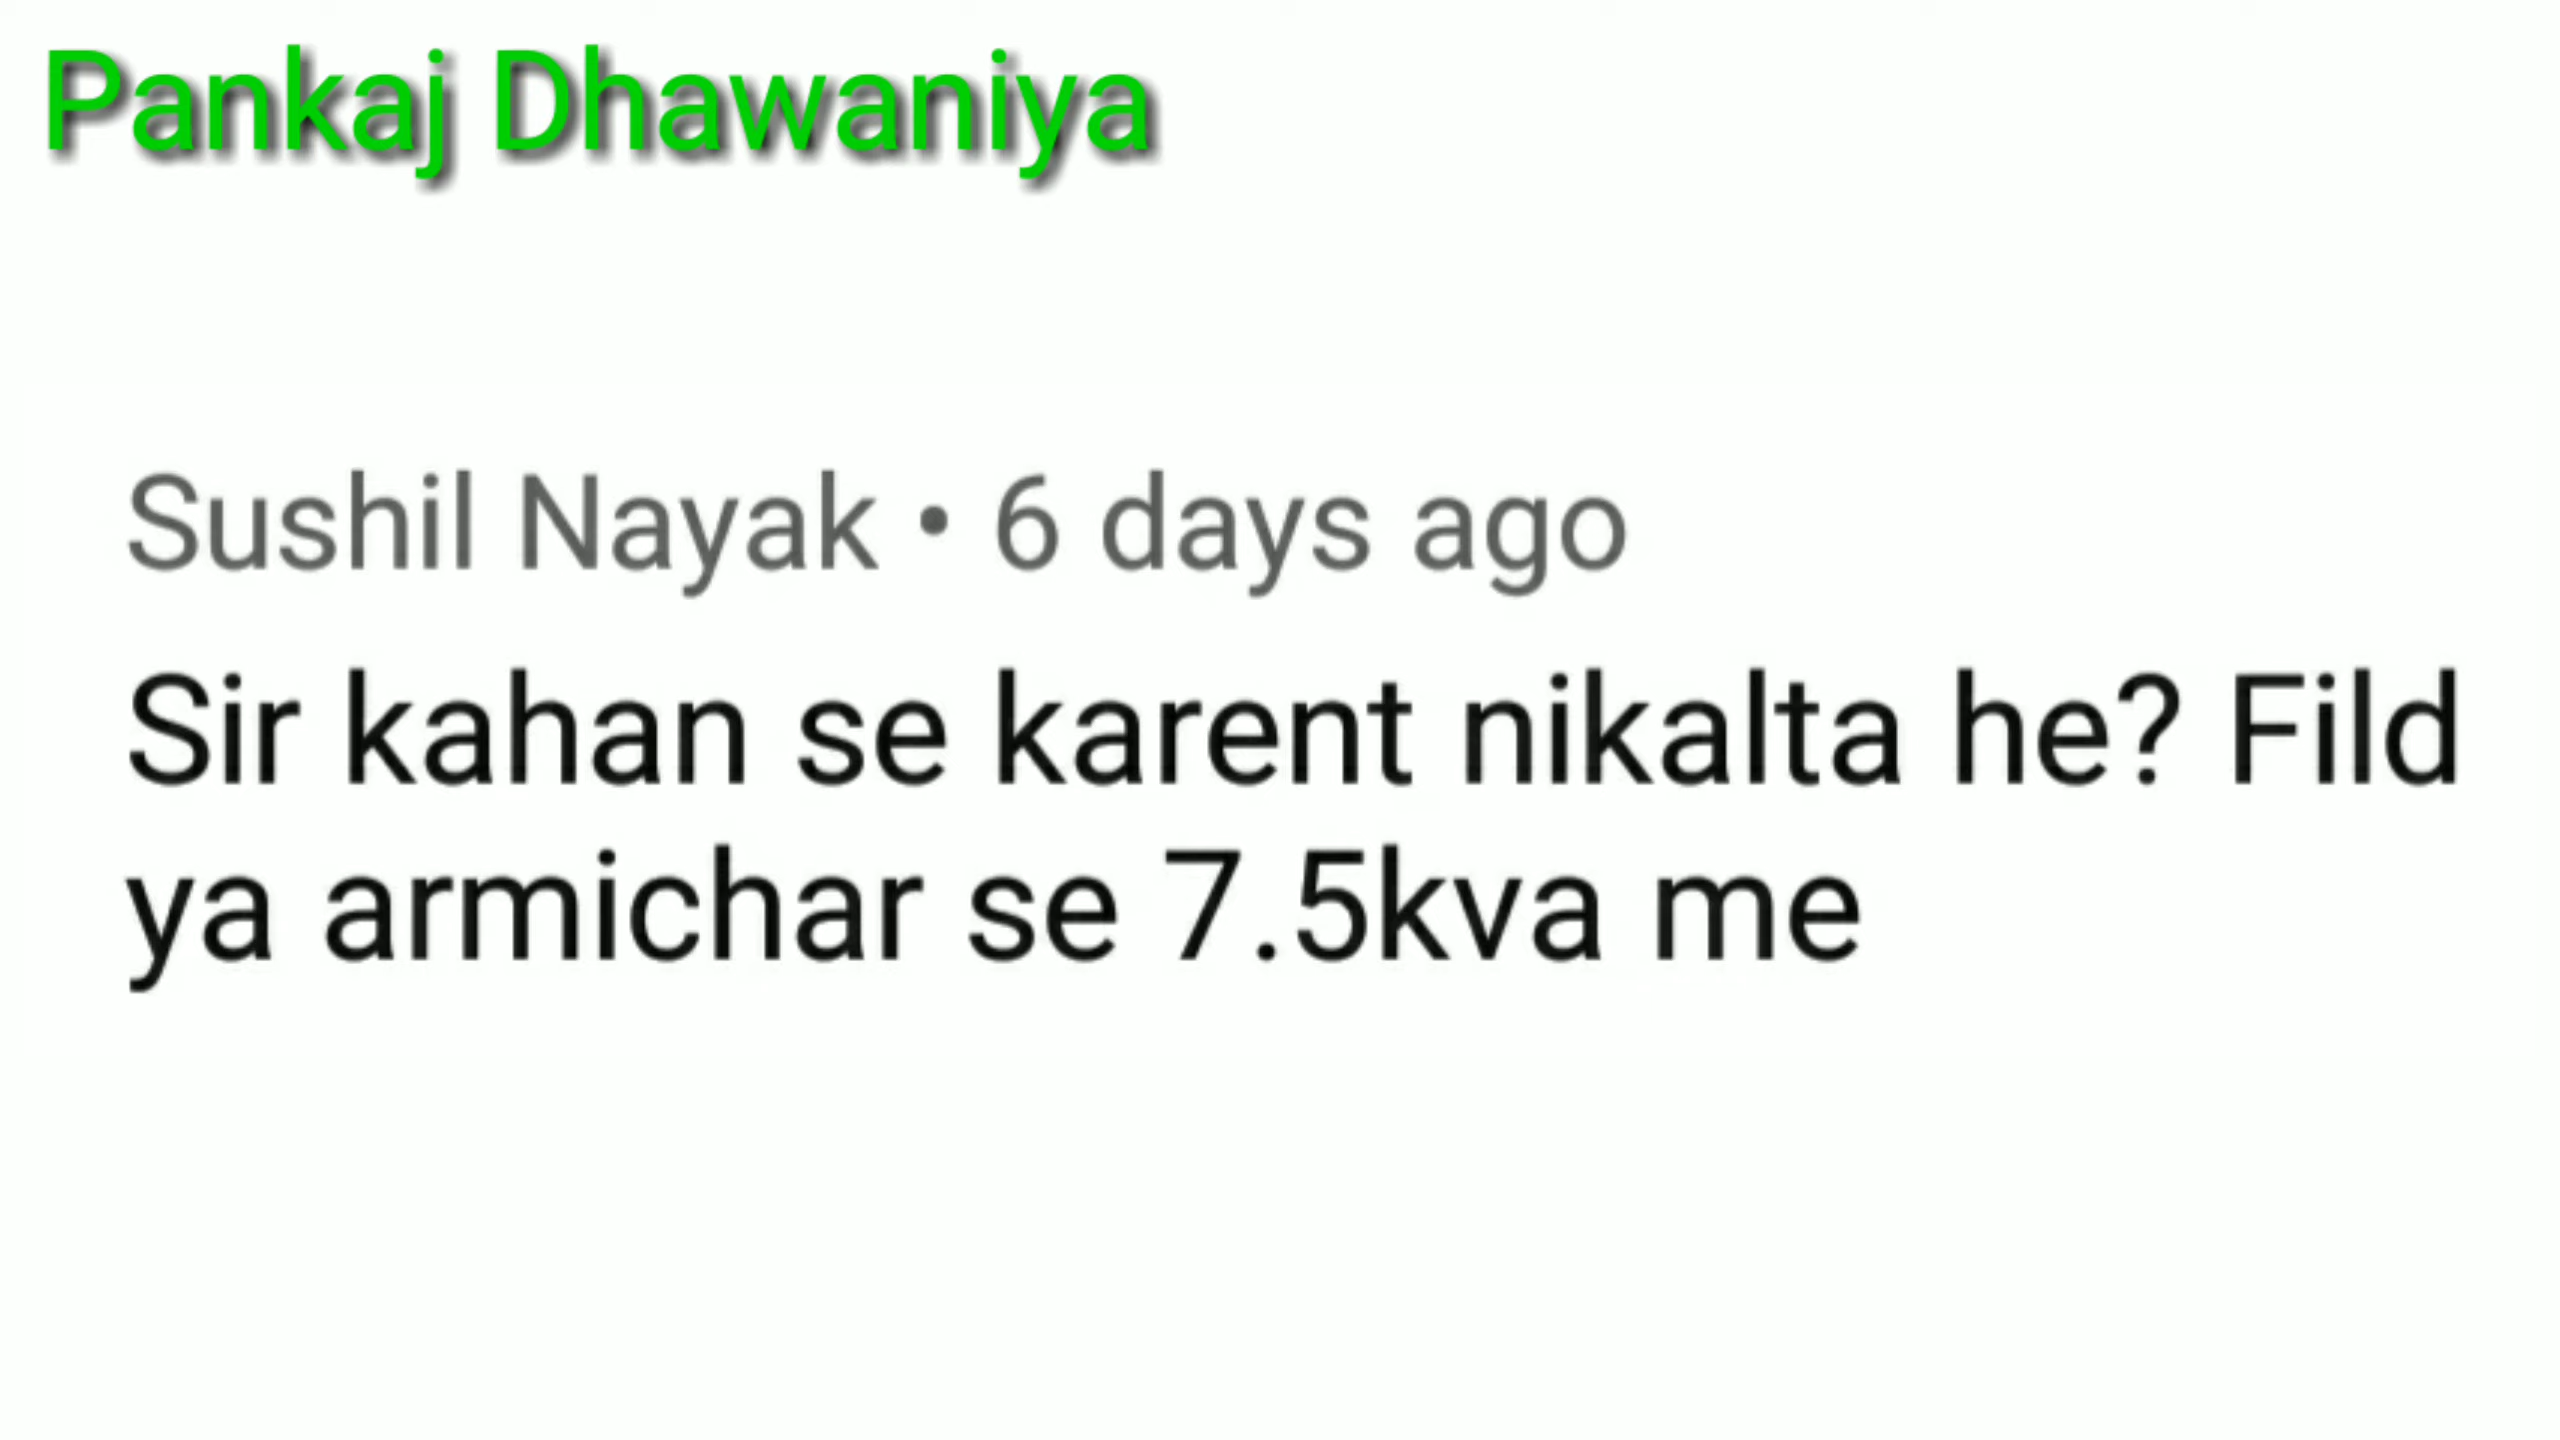 Pankaj Dhawaniya
Sushil Nayak • 6 days ago
Sir kahan se karent nikalta he? Fild
ya armichar se 7.5kva me